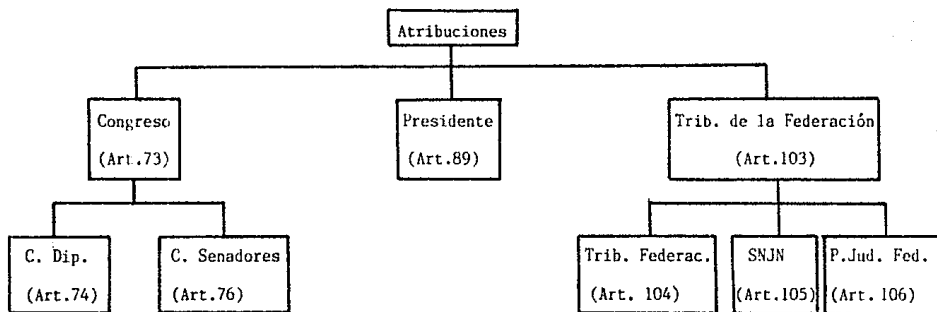 Atribuciones
Congreso
(Art.73)
Presidente
(Art.89)
Trib. de la Federación
(Art.103)
C. Dip.
(Art.74)
C. Senadores
(Art.76)
Trib. Federac.
(Art. 104)
SNJN
(Art.105)
P.Jud. Fed.
(Art. 106)